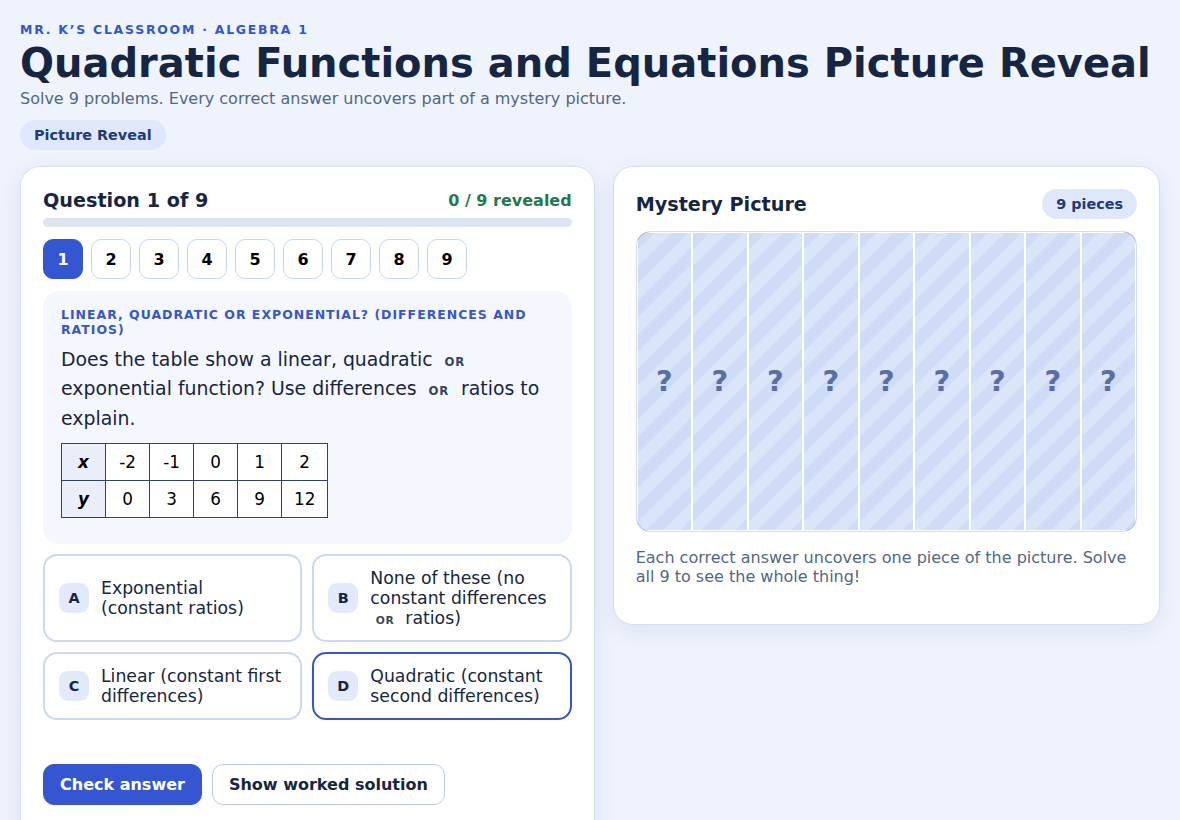 MR. K’S CLASSROOM · ALGEBRA 1
Quadratic Functions and Equations Picture Reveal
Solve 9 problems. Every correct answer uncovers part of a mystery picture.
Picture Reveal
Question 1 of 9
0 / 9 revealed
1 2 3 4 5 6 7 8 9
LINEAR, QUADRATIC OR EXPONENTIAL? (DIFFERENCES AND
RATIOS)
Does the table show a linear, quadratic OR
exponential function? Use differences OR ratios to
explain.
x -2 -1 0 1 2
y 0 3 6 9 12
A Exponential
(constant ratios)
B None of these (no
constant differences
OR ratios)
C Linear (constant first
differences)
D Quadratic (constant
second differences)
Check answer
Show worked solution
Mystery Picture
9 pieces
? ? ? ? ? ? ? ? ?
Each correct answer uncovers one piece of the picture. Solve
all 9 to see the whole thing!